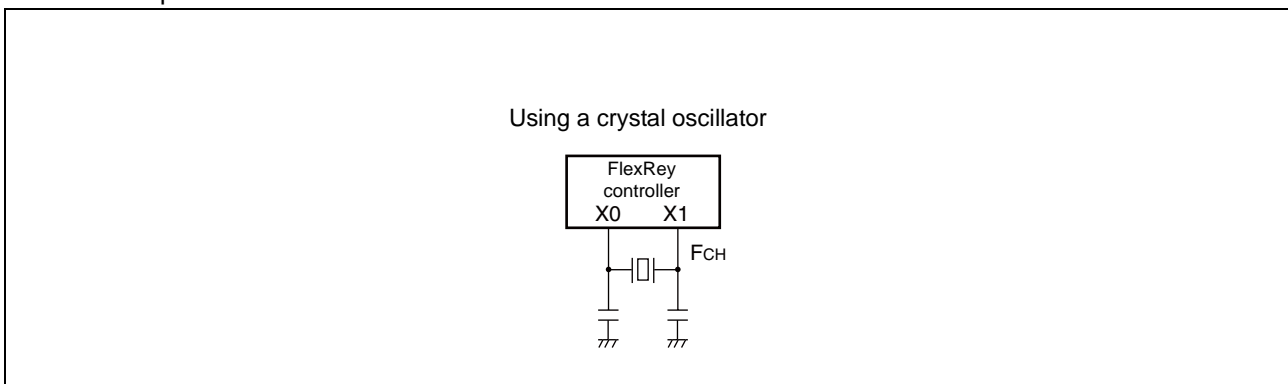 Using a crystal oscillator
FlexRey
controller
X0 X1
FCH